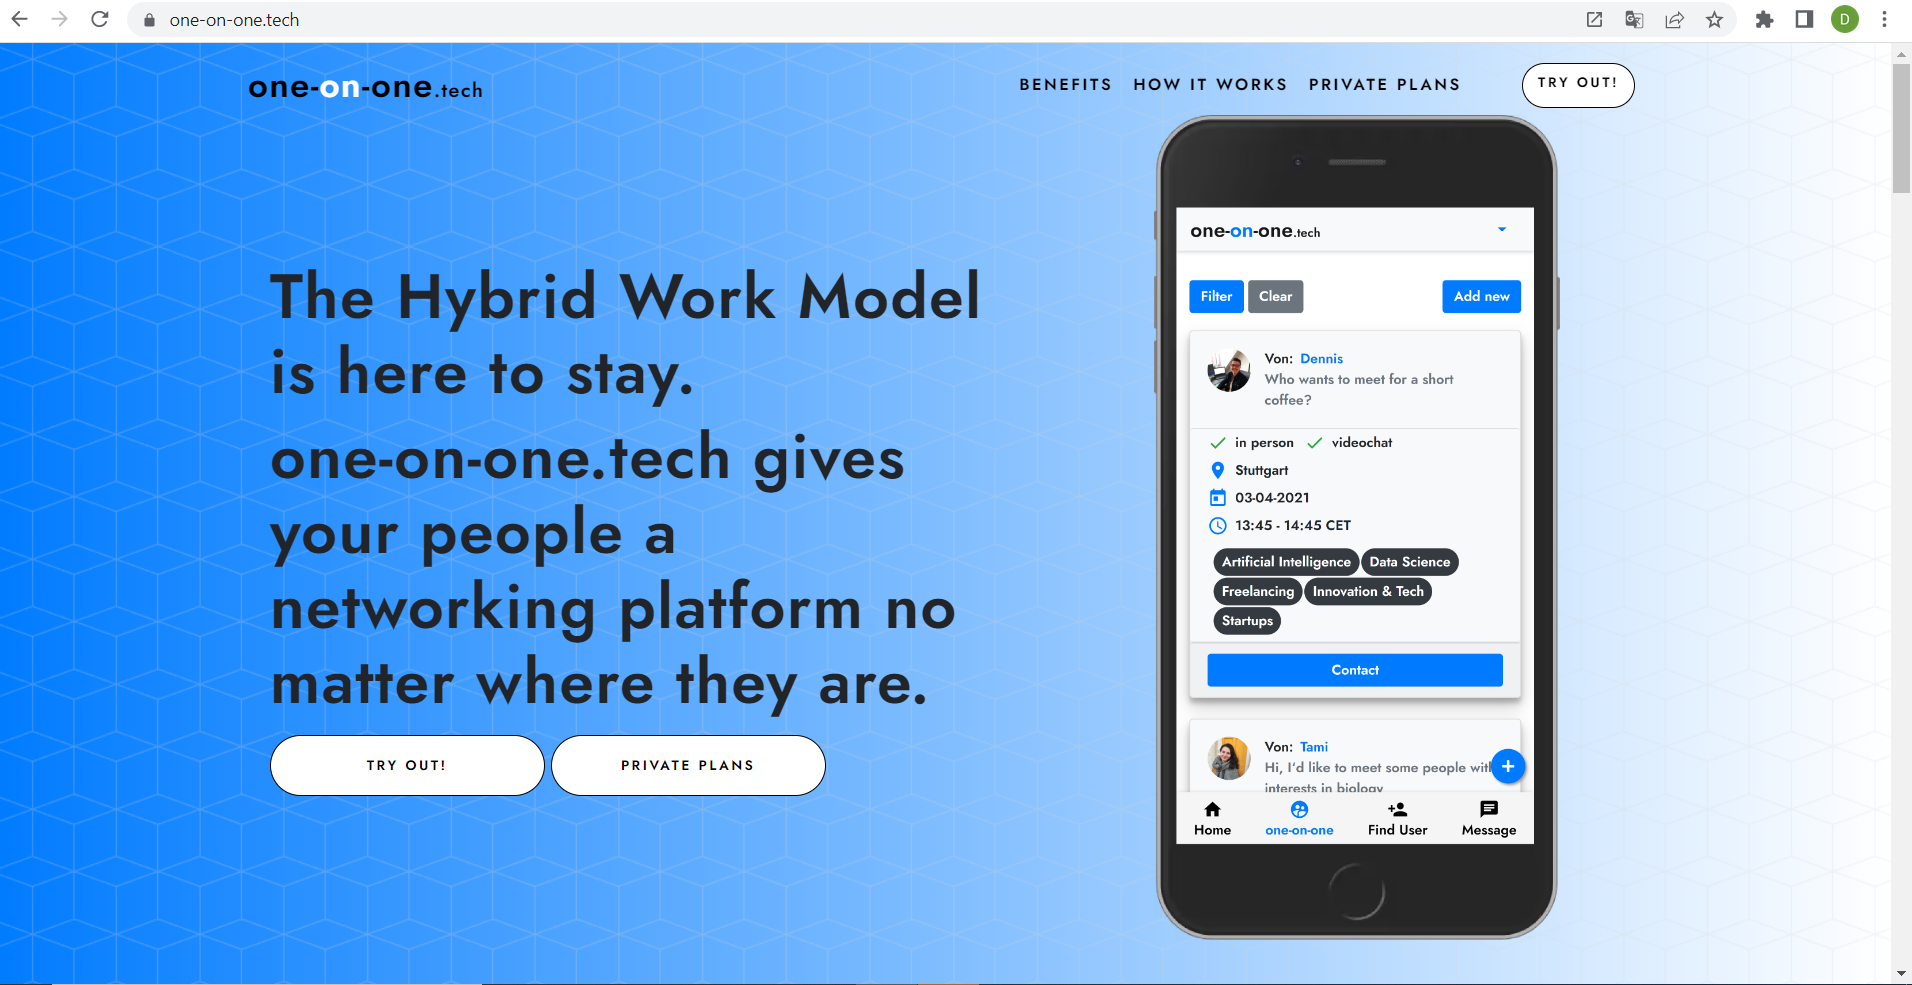 one-on-one.tech
D
one-on-one.tech
BENEFITS HOW IT WORKS PRIVATE PLANS TRY OUT!
The Hybrid Work Model
is here to stay.
one-on-one.tech gives
your people a
networking platform no
matter where they are.
TRY OUT! PRIVATE PLANS
one-on-one.tech
Filter Clear Add new
Von: Dennis
Who wants to meet for a short
coffee?
in person videochat
Stuttgart
03-04-2021
13:45 - 14:45 CET
Artificial Intelligence Data Science
Freelancing Innovation & Tech
Startups
Contact
Von: Tami
Hi, I'd like to meet some people with
interests in biology
Home one-on-one Find User Message